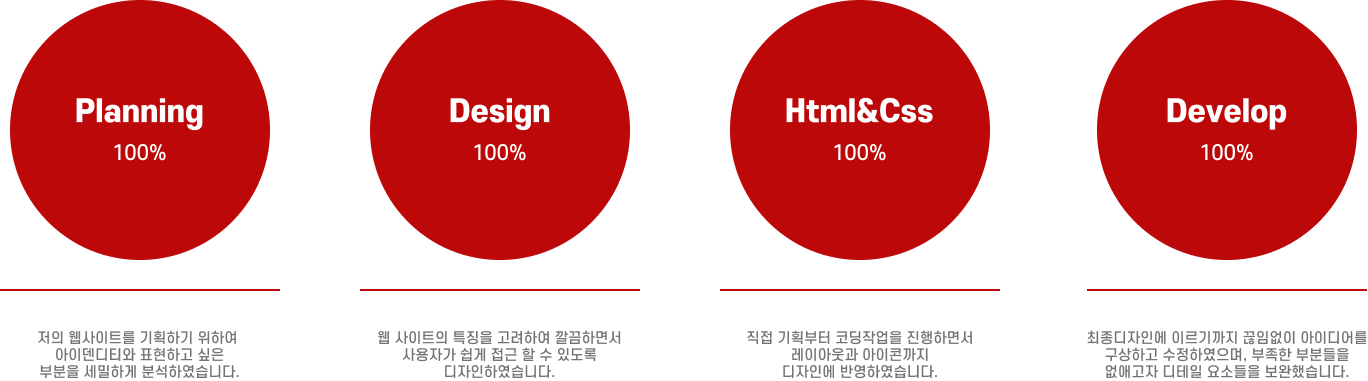 Planning
100%
저의 웹사이트를 기획하기 위하여
아이덴디티와 표현하고 싶은
부분을 세밀하게 분석하였습니다.
Design
100%
웹 사이트의 특징을 고려하여 깔끔하면서
사용자가 쉽게 접근 할 수 있도록
디자인하였습니다.
Html&Css
100%
직접 기획부터 코딩작업을 진행하면서
레이아웃과 아이콘까지
디자인에 반영하였습니다.
Develop
100%
최종디자인에 이르기까지 끊임없이 아이디어를
구상하고 수정하였으며, 부족한 부분들을
없애고자 디테일 요소들을 보완했습니다.